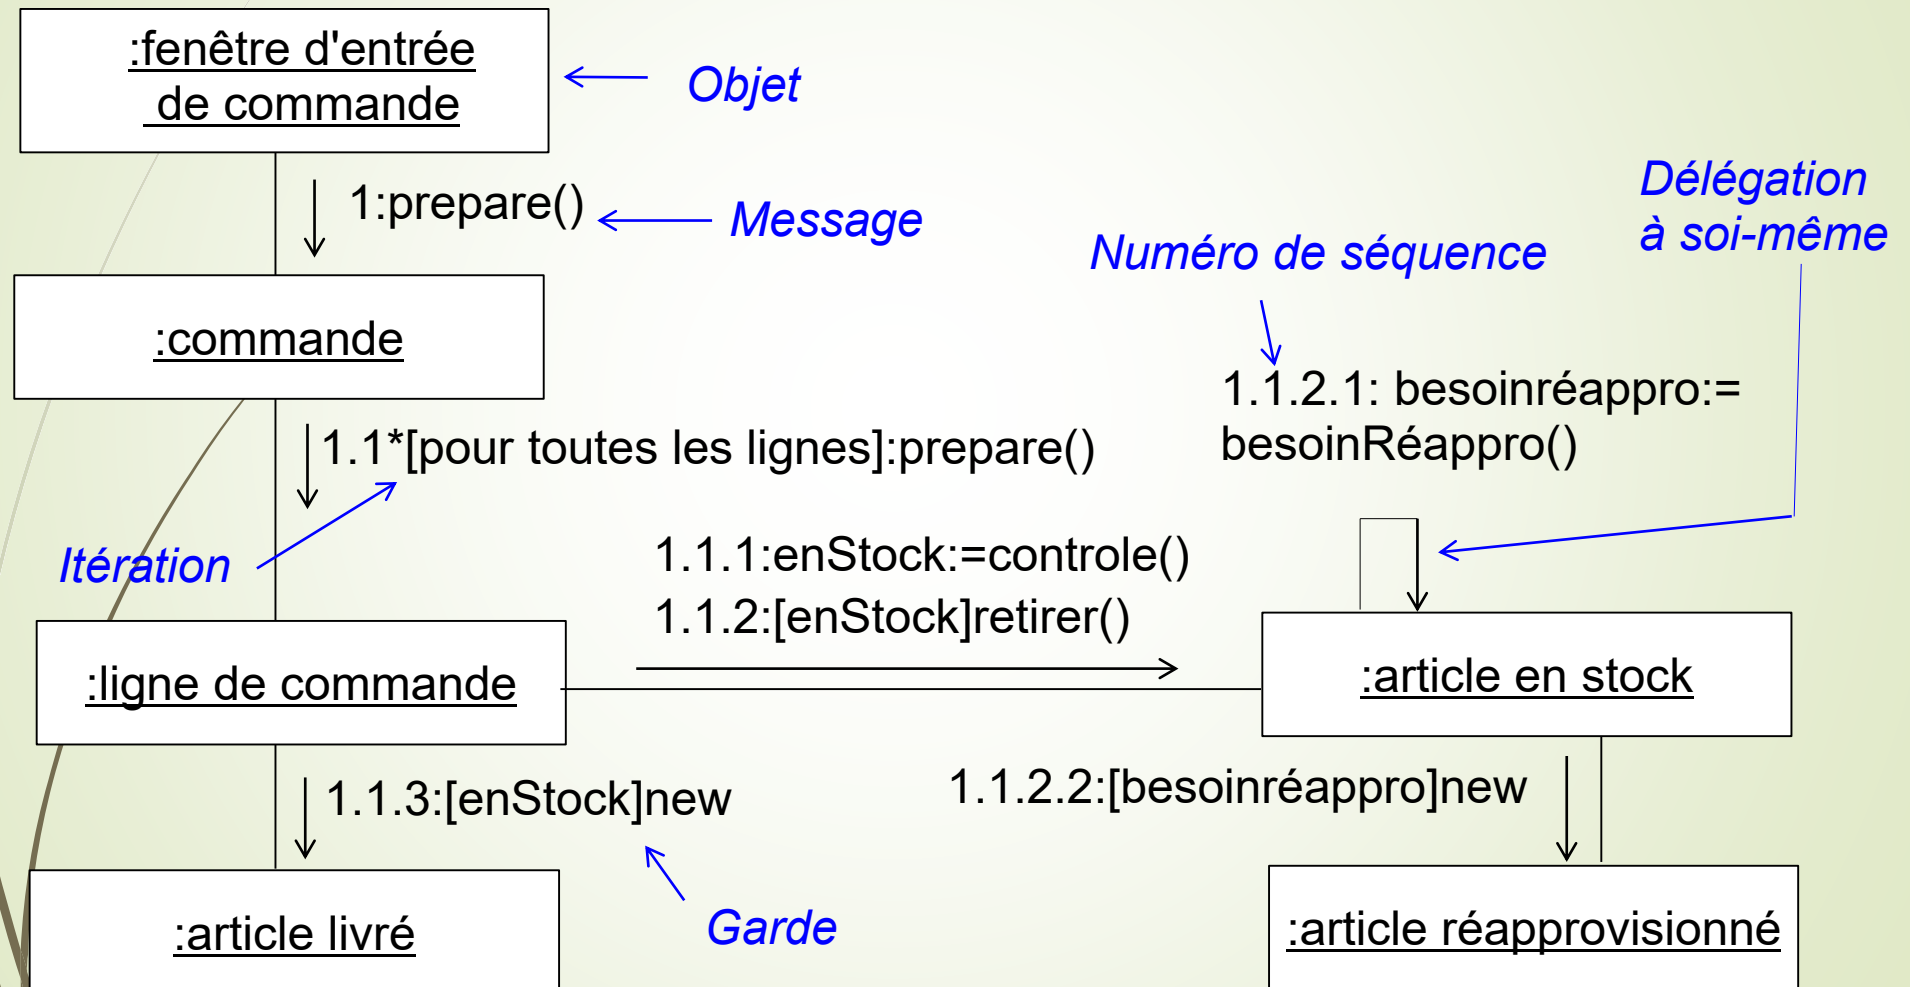 :fenêtre d'entrée
de commande
Objet
1:prepare()
Message
Délégation
à soi-même
Numéro de séquence
:commande
1.1.2.1: besoinréappro:=
besoinRéappro()
1.1*[pour toutes les lignes]:prepare()
Itération
1.1.1:enStock:=controle()
1.1.2:[enStock]retirer()
:ligne de commande
:article en stock
1.1.3:[enStock]new
1.1.2.2:[besoinréappro]new
Garde
:article livré
:article réapprovisionné